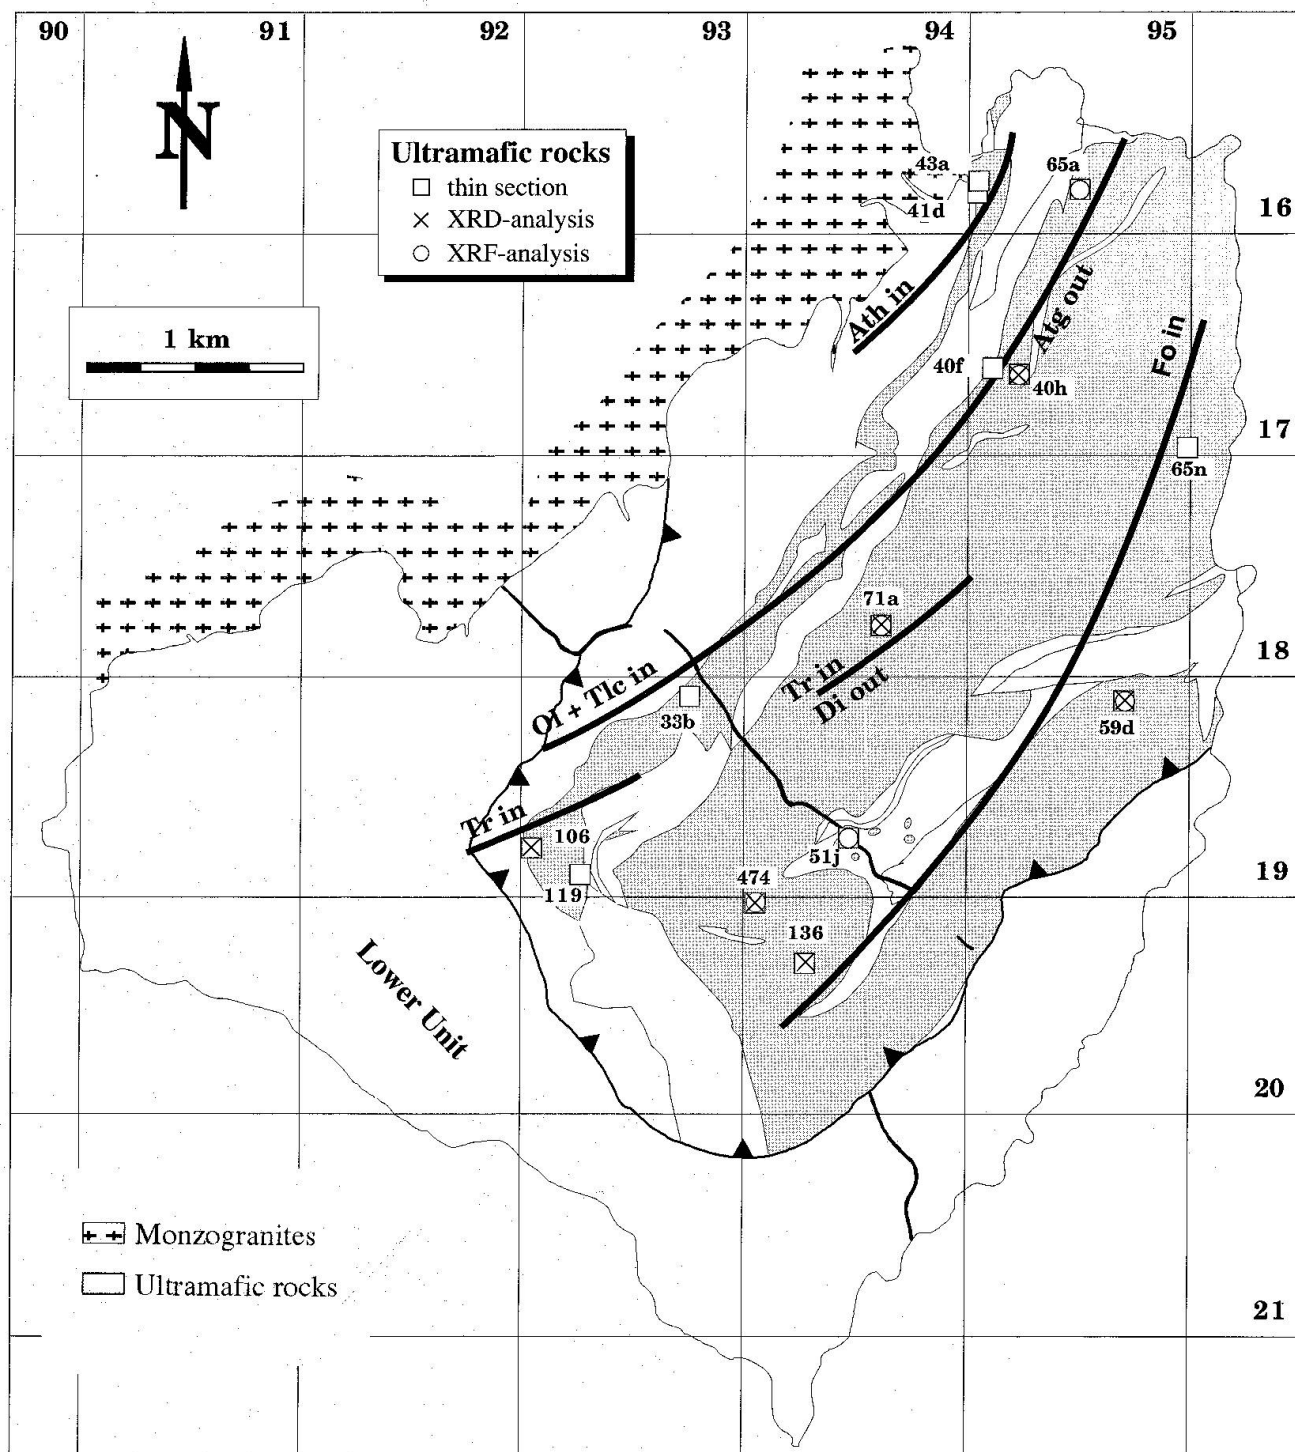 90 91 92 93 94 95
N
Ultramafic rocks
thin section
XRD-analysis
XRF-analysis
43a
65a
41d
16
Ath in
Atg out
1 km
Fo in
40f
40h
17
65n
71a
18
Ol + Tlc in
Tr in
Di out
33b
59d
Tr in
106
51j
119
474
19
136
Lower Unit
20
Monzogranites
Ultramafic rocks
21